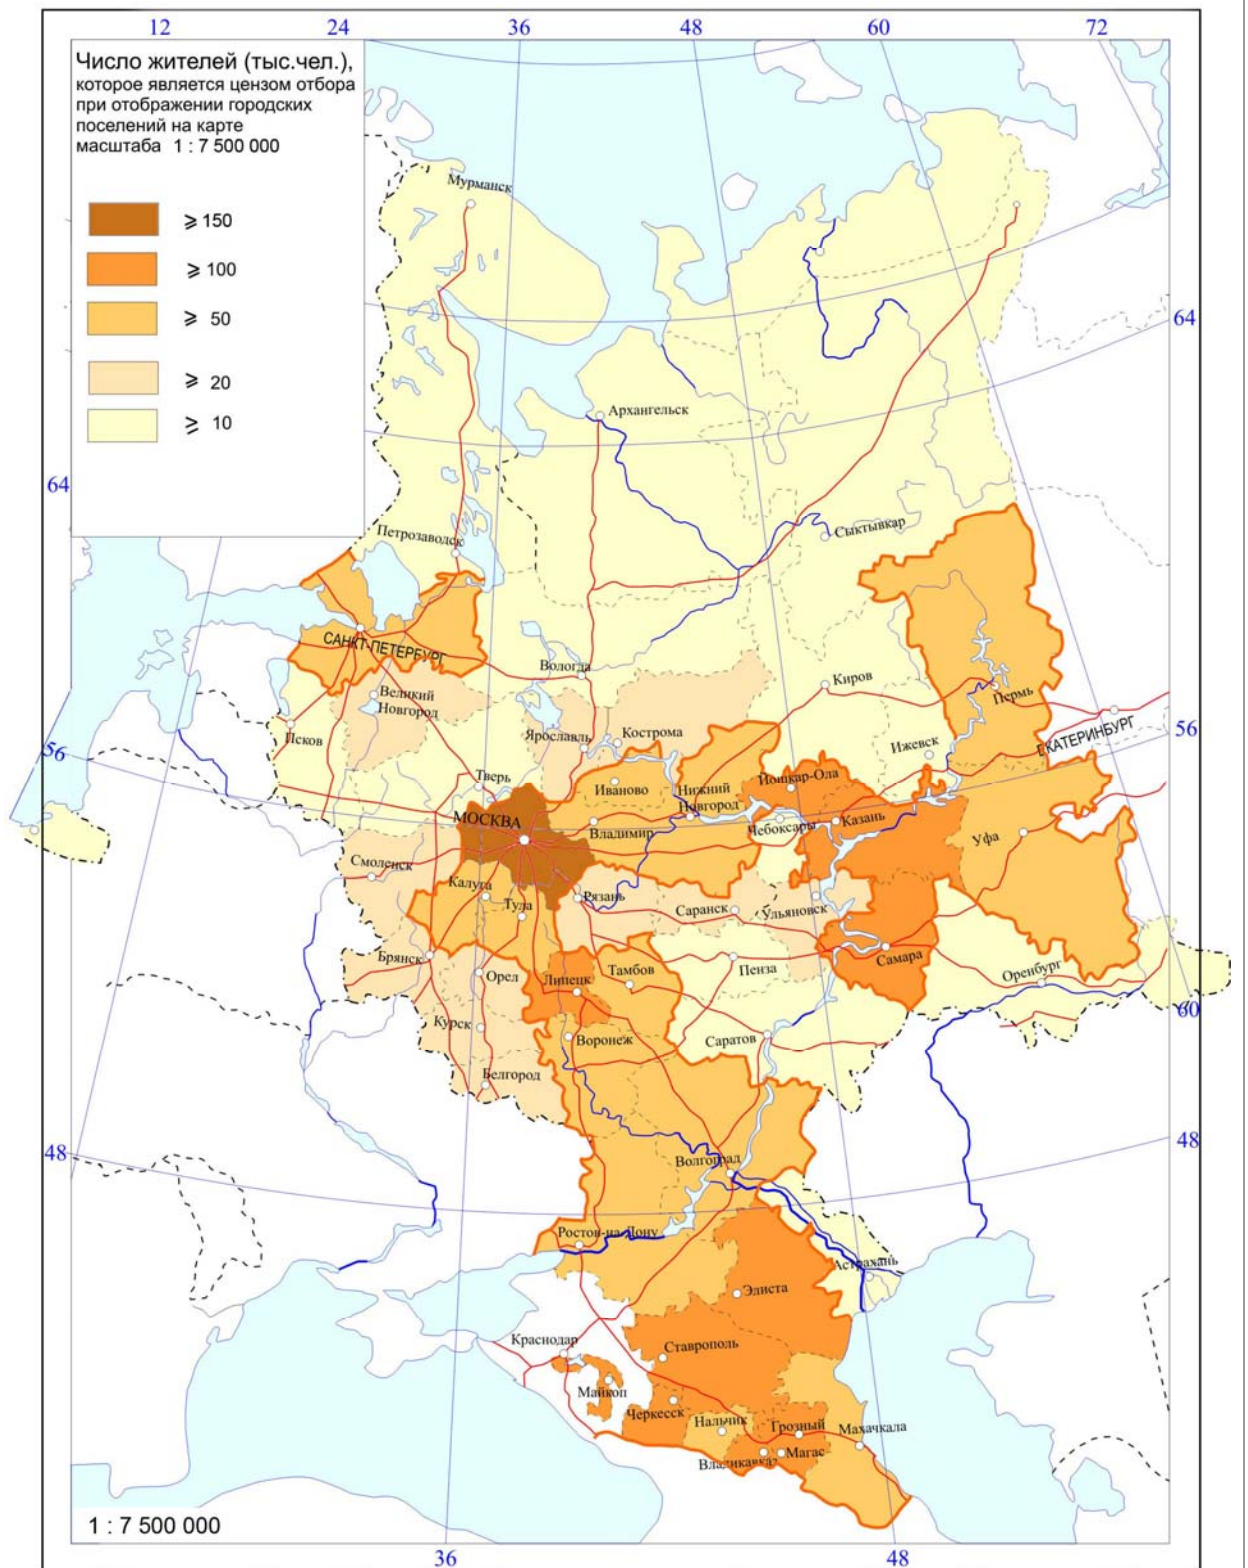 12 24 36 48 60 72
Число жителей (тыс.чел.),
которое является цензом отбора
при отображении городских
поселений на карте
масштаба 1 : 7 500 000
⩾ 150
⩾ 100
⩾ 50
⩾ 20
⩾ 10
Мурманск
64
Архангельск
64
Сыктывкар
Петрозаводск
САНКТ-ПЕТЕРБУРГ
Вологда
Киров
Великий
Новгород
Пермь
Псков
Ярославль
Кострома
Ижевск
ЕКАТЕРИНБУРГ
56
56
Тверь
Иваново
Нижний
Новгород
Йошкар-Ола
МОСКВА
Владимир
Чебоксары
Казань
Уфа
Смоленск
Калуга
Тула
Рязань
Саранск
Ульяновск
Брянск
Орел
Липецк
Тамбов
Пенза
Самара
Оренбург
60
Курск
Воронеж
Саратов
Белгород
48
48
Волгоград
Ростов-на-Дону
Астрахань
Элиста
Краснодар
Ставрополь
Майкоп
Черкесск
Нальчик
Грозный
Махачкала
Владикавказ
Магас
1 : 7 500 000
36 48